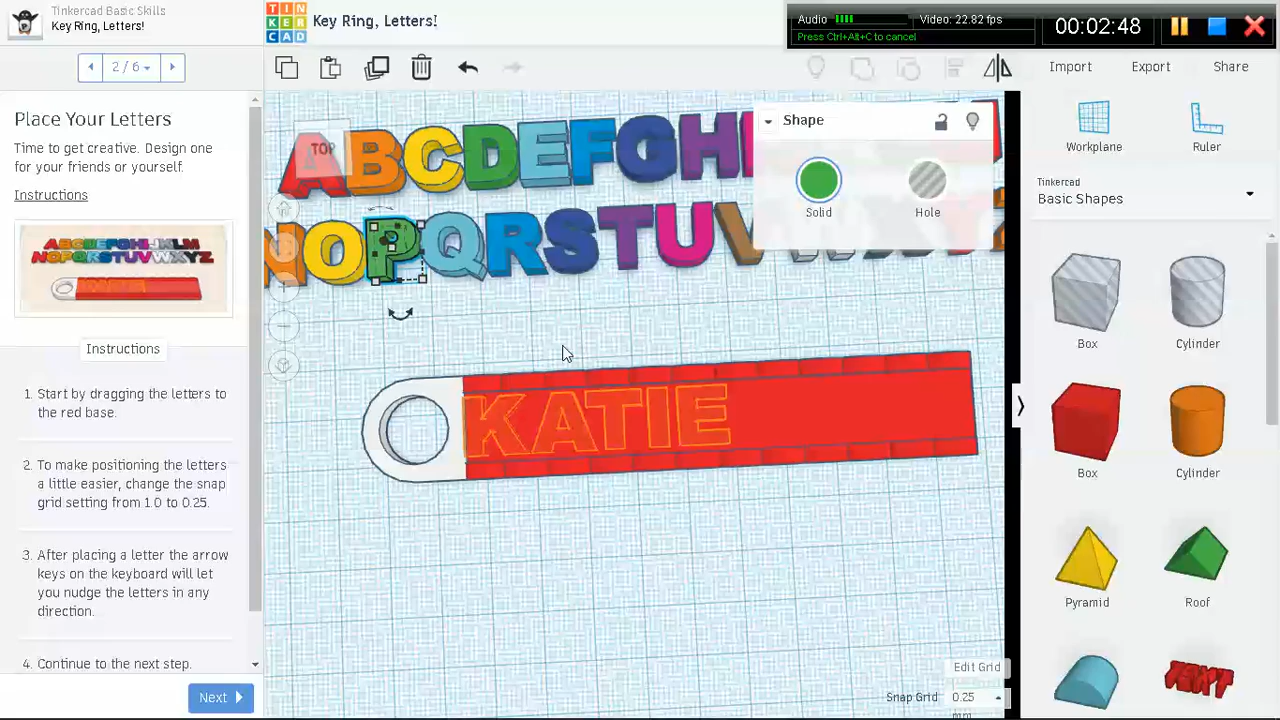 Tinkercad Skills
Key Ring, Letters!
/ 6
Place Your Letters
Time to get creative. Design one
for your friends or yourself
Instructions
Instructions
1. Start by dragging the letters to
the red base.
2. To make positioning the letters
a little easier, change the snap
grid setting from 1.0 to 0.25.
3. After placing a letter the arrow
keys on the keyboard will let
you nudge the letters in any
direction.
4. Continue to the next step.
Next
TIN
KER
CAD
Key Ring, Letters!
Audio
Video: 22.82 fps
Press Ctrl+Alt+C to cancel
00:02:48
Import
Export
Share
TOP
ABCDEFGH
NOPQRSTUV
KATIE
Shape
Solid
Hole
Edit Grid
Snap Grid
0.25
mm
Workplane
Ruler
Tinkercad
Basic Shapes
Box
Cylinder
Box
Cylinder
Pyramid
Roof
TEXT